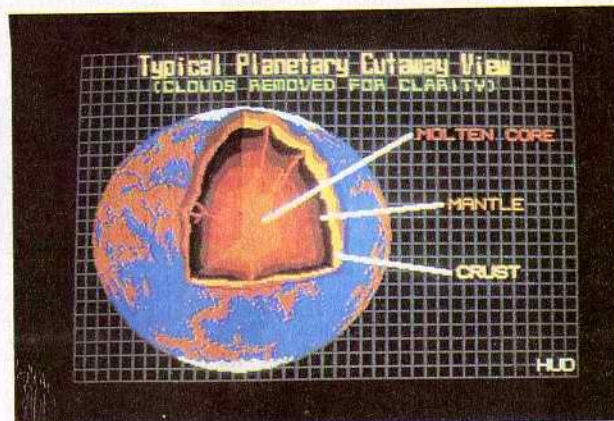 Typical Planetary Cutaway View
(CLOUDS REMOVED FOR CLARITY)
MOLTEN CORE
MANTLE
CRUST
HUD